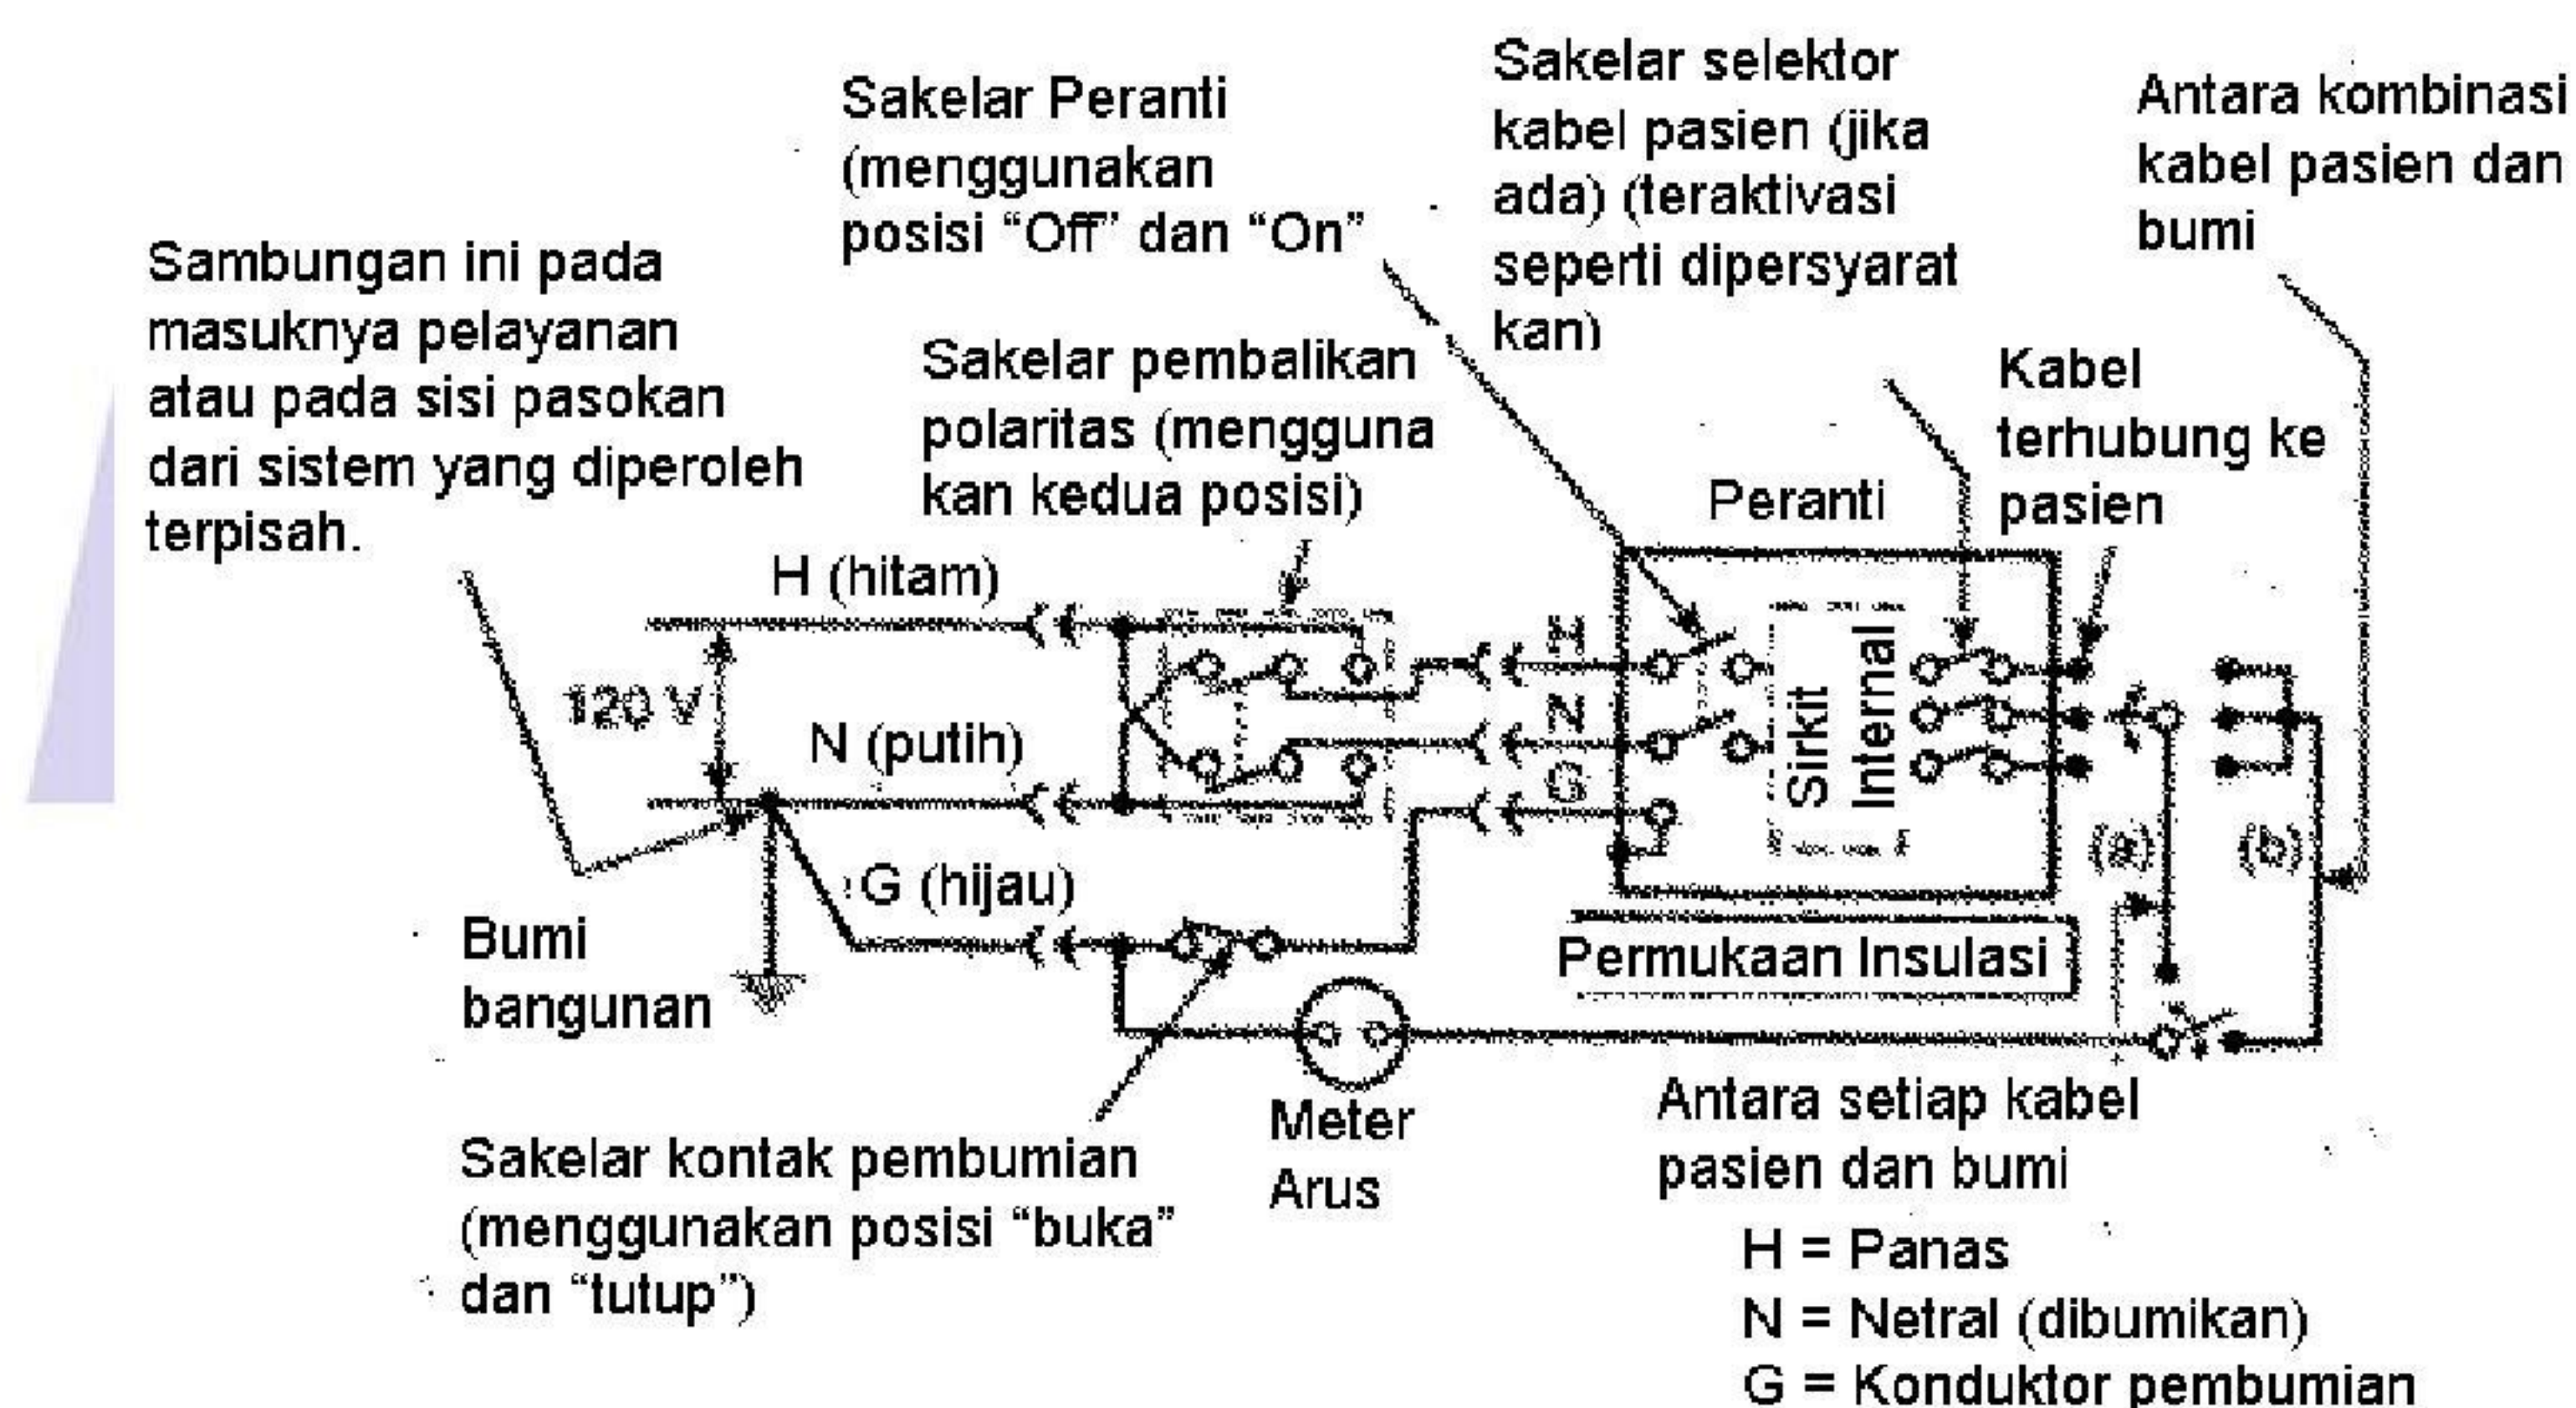 Sakelar Peranti
(menggunakan
posisi “Off” dan “On”
Sakelar selektor
kabel pasien (jika
ada) (teraktivasi
seperti dipersyarat
kan)
Antara kombinasi
kabel pasien dan
bumi
Sambungan ini pada
masuknya pelayanan
atau pada sisi pasokan
dari sistem yang diperoleh
terpisah.
Sakelar pembalikan
polaritas (mengguna
kan kedua posisi)
Kabel
terhubung ke
pasien
Peranti
H (hitam)
120 V
N (putih)
G (hijau)
H
N
G
Sirkit
Internal
(a)
(b)
Permukaan Insulasi
Bumi
bangunan
Meter
Arus
Sakelar kontak pembumian
(menggunakan posisi “buka”
dan “tutup”)
Antara setiap kabel
pasien dan bumi
H = Panas
N = Netral (dibumikan)
G = Konduktor pembumian